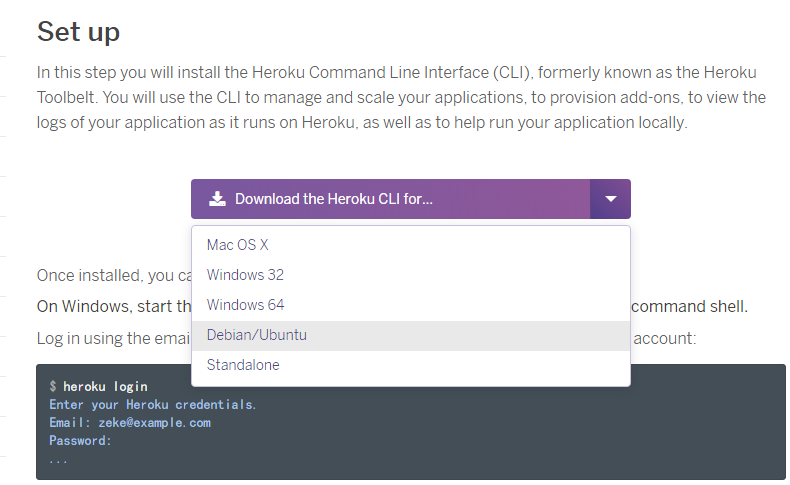 Set up
In this step you will install the Heroku Command Line Interface (CLI), formerly known as the Heroku
Toolbelt. You will use the CLI to manage and scale your applications, to provision add-ons, to view the
logs of your application as it runs on Heroku, as well as to help run your application locally.
Download the Heroku CLI for...
Mac OS X
Windows 32
Windows 64
Debian/Ubuntu
Standalone
Once installed, you ca
On Windows, start th command shell.
Log in using the emai account:
$ heroku login
Enter your Heroku credentials.
Email: zeke@example.com
Password:
...